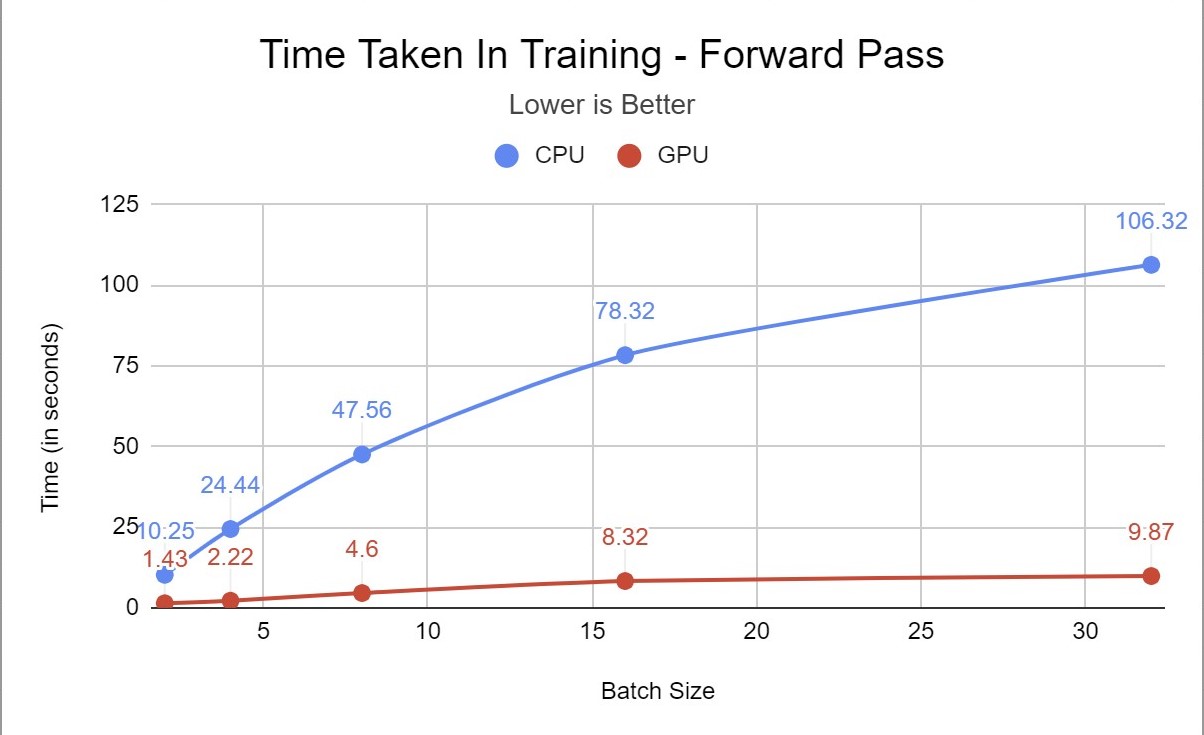 Time Taken In Training - Forward Pass
Lower is Better
CPU GPU
125
106.32
100
78.32
75
47.56
50
24.44
25
10.25
1.43 2.22 4.6 8.32 9.87
0
5 10 15 20 25 30
Time (in seconds)
Batch Size